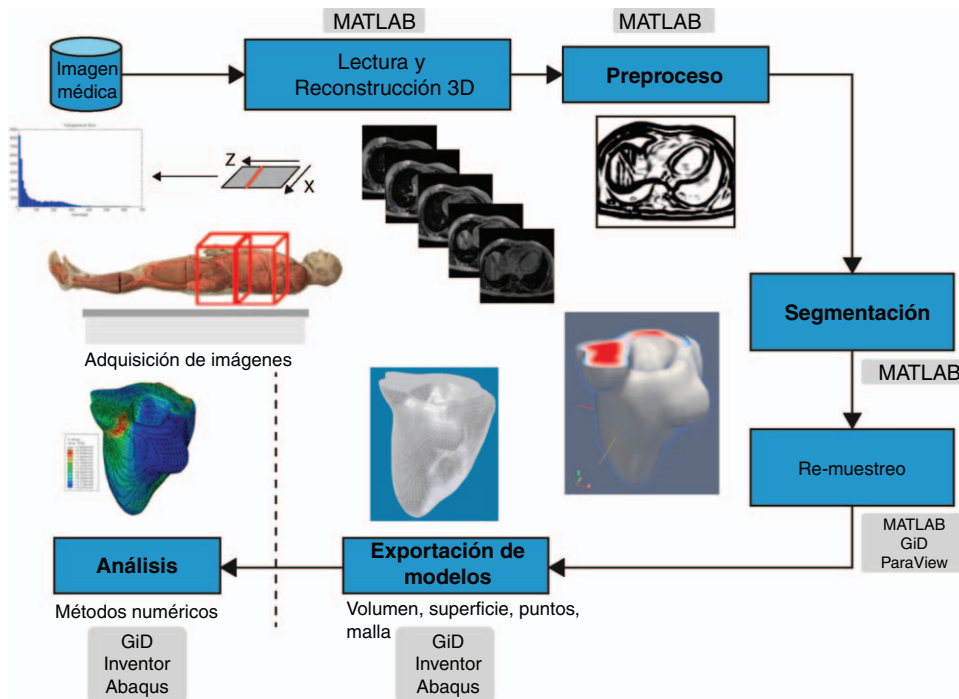 MATLAB
MATLAB
Imagen
médica
Lectura y
Reconstrucción 3D
Preproceso
Z
X
Segmentación
MATLAB
Adquisición de imágenes
Re-muestreo
MATLAB
GiD
ParaView
Análisis
Exportación de
modelos
Métodos numéricos
Volumen, superficie, puntos,
malla
GiD
Inventor
Abaqus
GiD
Inventor
Abaqus